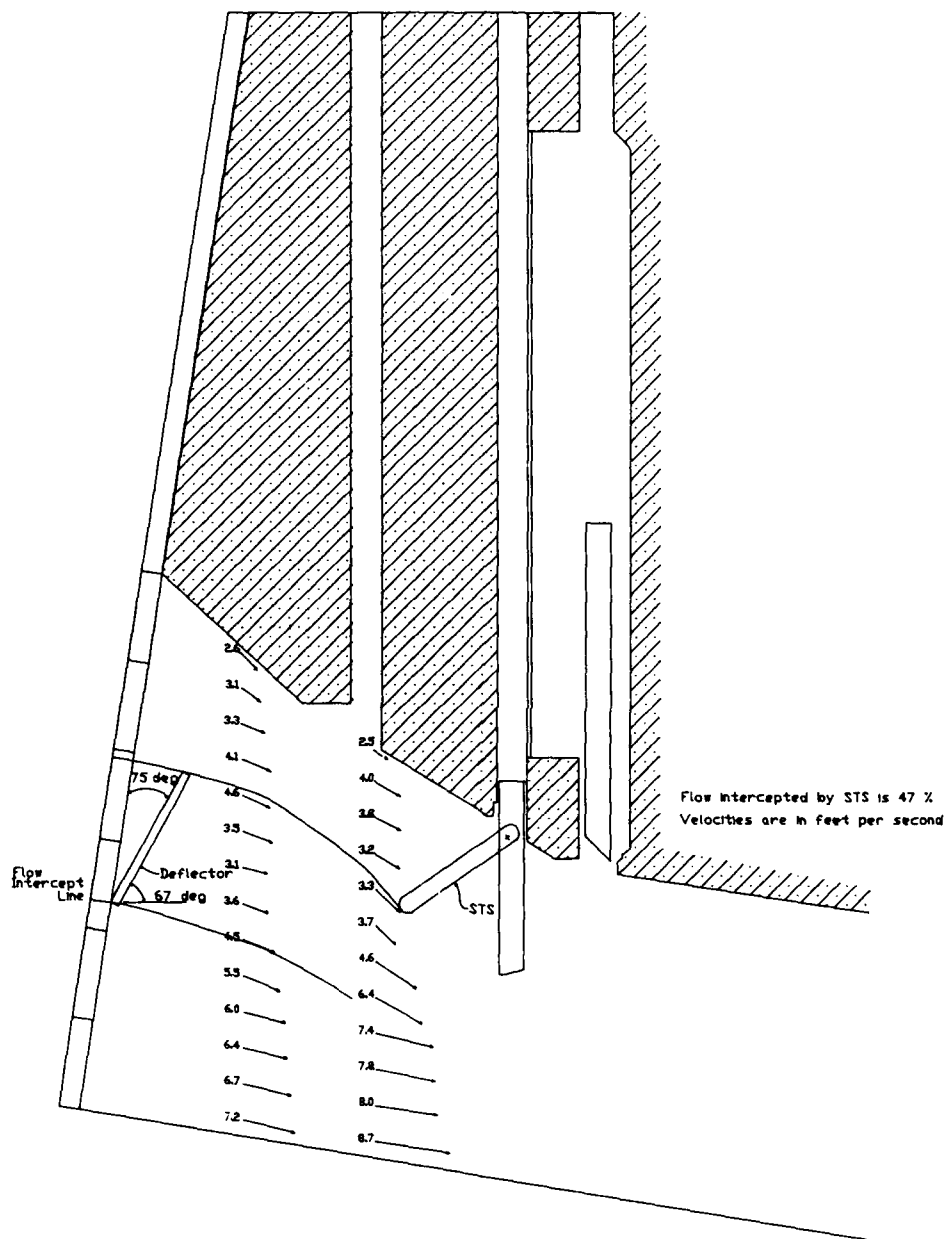 2.6
3.1
3.3
2.5
4.1
4.0
75 deg
4.6
3.8
Flow intercepted by STS is 47 %
Velocities are in feet per second
3.5
3.2
3.1
Deflector
Flow
Intercept
Line
67 deg
3.3
3.6
STS
3.7
4.5
4.6
5.5
6.4
6.0
7.4
6.4
7.8
6.7
8.0
7.2
8.7